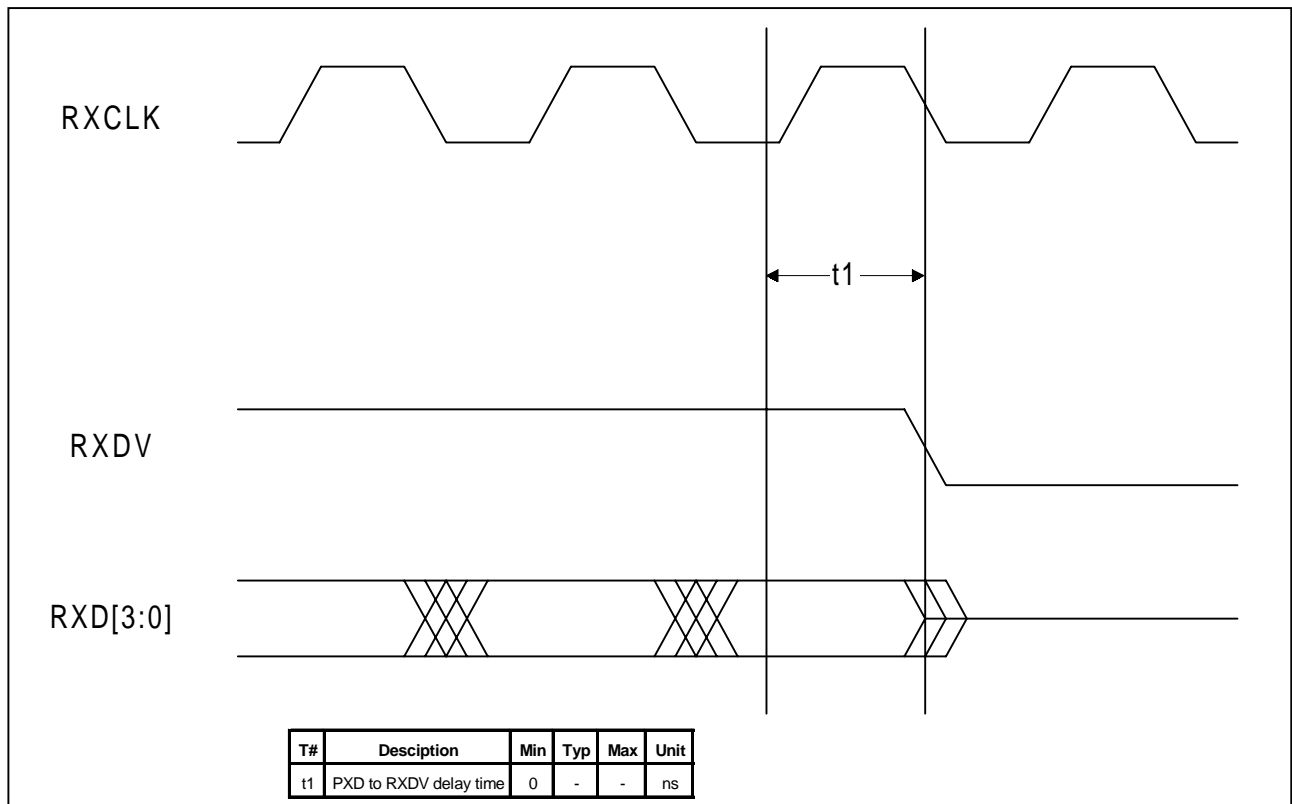 RXCLK
t1
RXDV
RXD[3:0]
T# Desciption Min Typ Max Unit
t1 PXD to RXDV delay time 0 - - ns